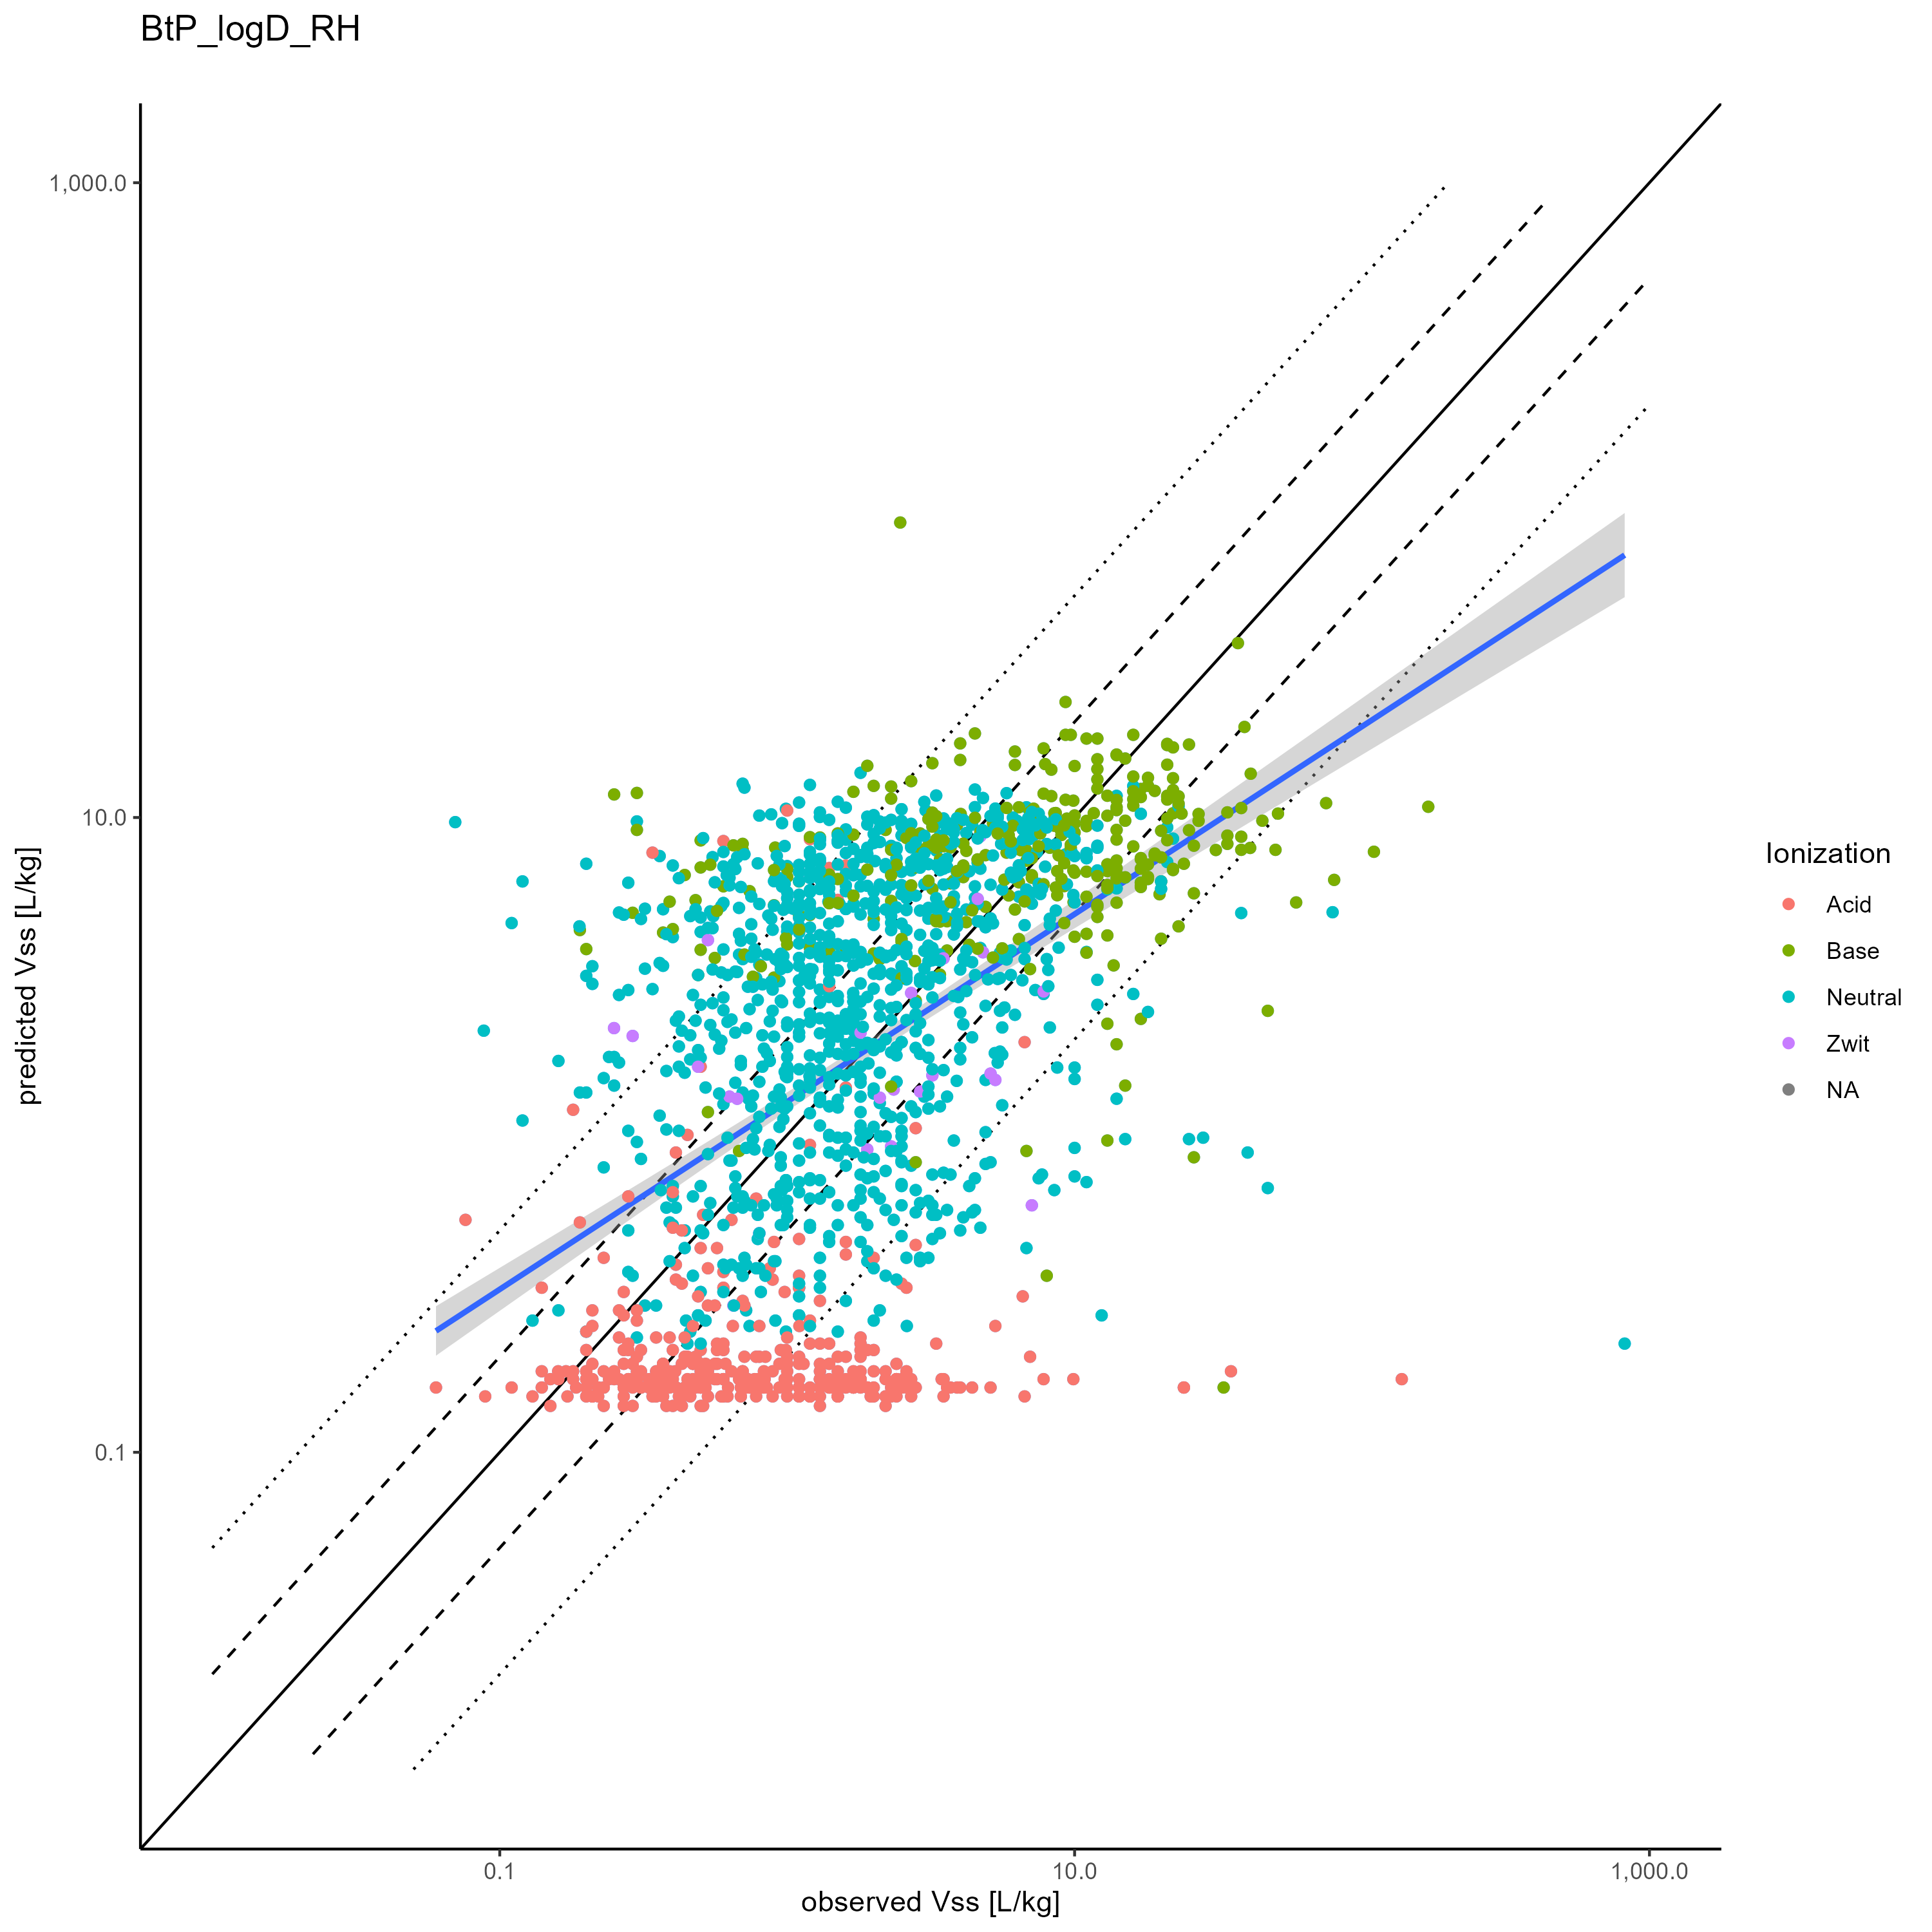 BtP_logD_RH
1,000.0
10.0
0.1
predicted Vss [L/kg]
0.1
10.0
1,000.0
observed Vss [L/kg]
Ionization
Acid
Base
Neutral
Zwit
NA